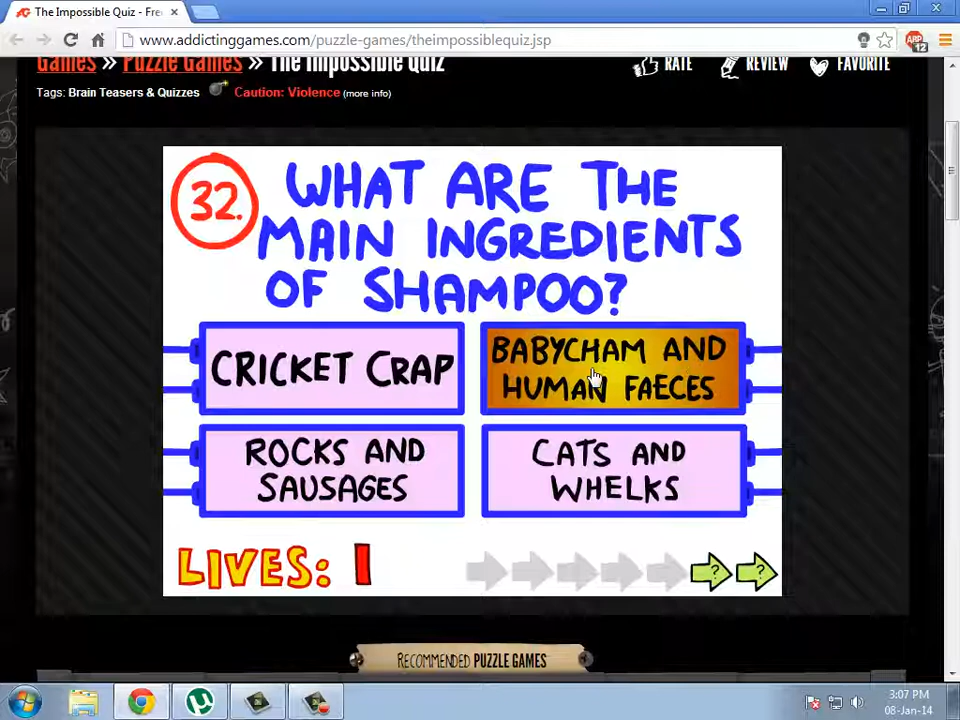 The Impossible Quiz - Fre
www.addictinggames.com/puzzle-games/theimpossiblequiz.jsp
ABP
12
Games » Puzzle Games » The Impossible Quiz
RATE
REVIEW
FAVORITE
Tags: Brain Teasers & Quizzes
Caution: Violence (more info)
32.
WHAT ARE THE
MAIN INGREDIENTS
OF SHAMPOO?
CRICKET CRAP
BABYCHAM AND
HUMAN FAECES
ROCKS AND
SAUSAGES
CATS AND
WHELKS
LIVES: 1
? ?
RECOMMENDED PUZZLE GAMES
3:07 PM
08-Jan-14